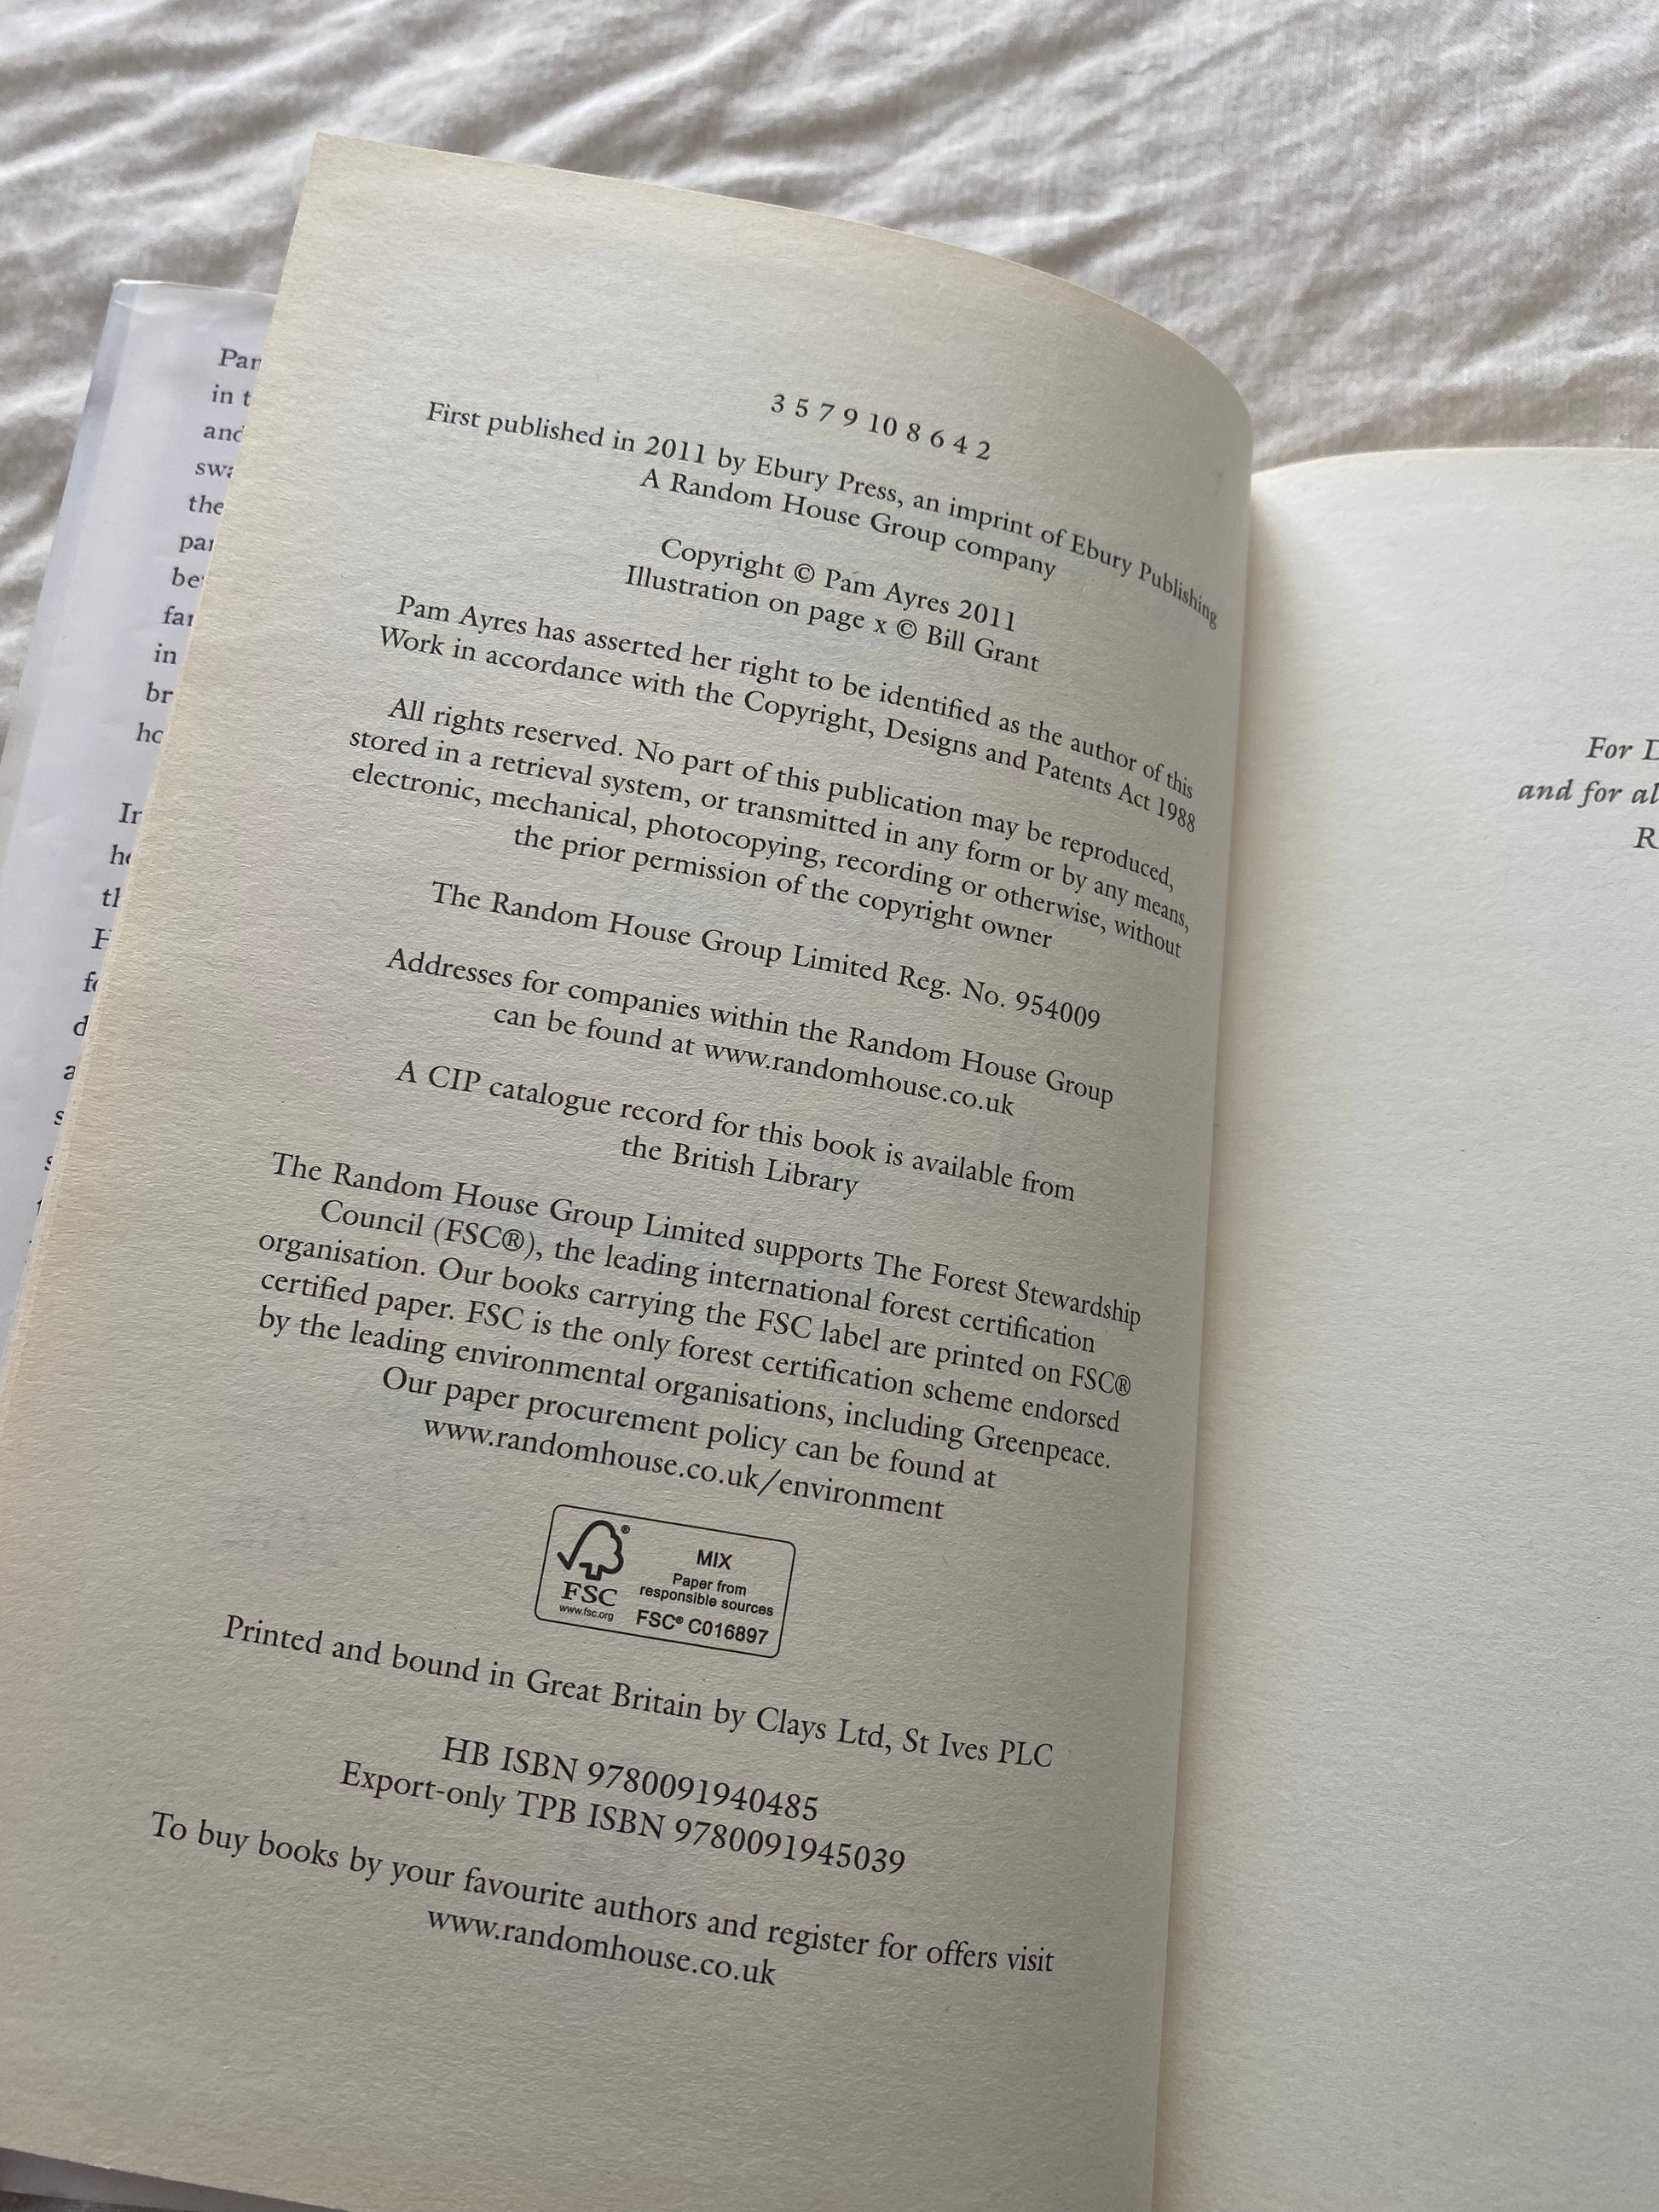 3 5 7 9 10 8 6 4 2
First published in 2011 by Ebury Press, an imprint of Ebury Publishing
A Random House Group company
Copyright © Pam Ayres 2011
Illustration on page x © Bill Grant
Pam Ayres has asserted her right to be identified as the author of this
Work in accordance with the Copyright, Designs and Patents Act 1988
All rights reserved. No part of this publication may be reproduced,
stored in a retrieval system, or transmitted in any form or by any means,
electronic, mechanical, photocopying, recording or otherwise, without
the prior permission of the copyright owner
The Random House Group Limited Reg. No. 954009
Addresses for companies within the Random House Group
can be found at www.randomhouse.co.uk
A CIP catalogue record for this book is available from
the British Library
The Random House Group Limited supports The Forest Stewardship
Council (FSC®), the leading international forest certification
organisation. Our books carrying the FSC label are printed on FSC®
certified paper. FSC is the only forest certification scheme endorsed
by the leading environmental organisations, including Greenpeace.
Our paper procurement policy can be found at
www.randomhouse.co.uk/environment
FSC
www.fsc.org
MIX
Paper from
responsible sources
FSC® C016897
Printed and bound in Great Britain by Clays Ltd, St Ives PLC
HB ISBN 9780091940485
Export-only TPB ISBN 9780091945039
To buy books by your favourite authors and register for offers visit
www.randomhouse.co.uk
For
and for